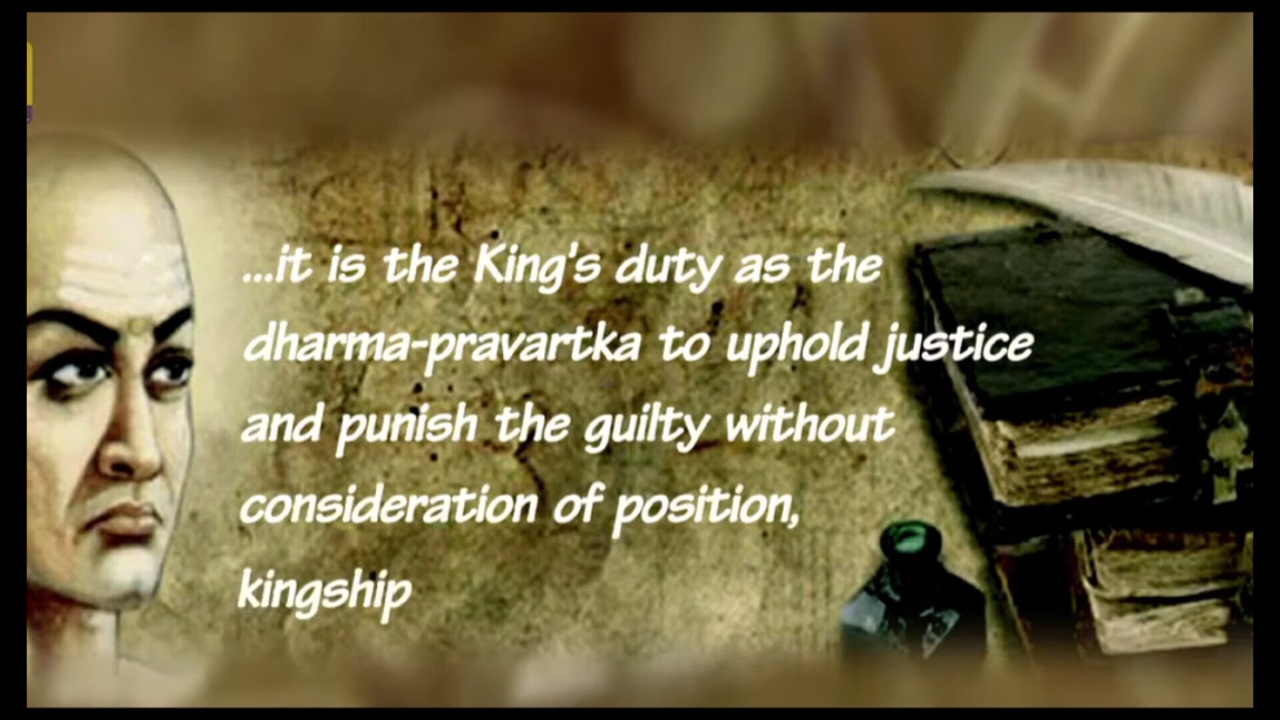 ...it is the King's duty as the
dharma-pravartka to uphold justice
and punish the guilty without
consideration of position,
kingship